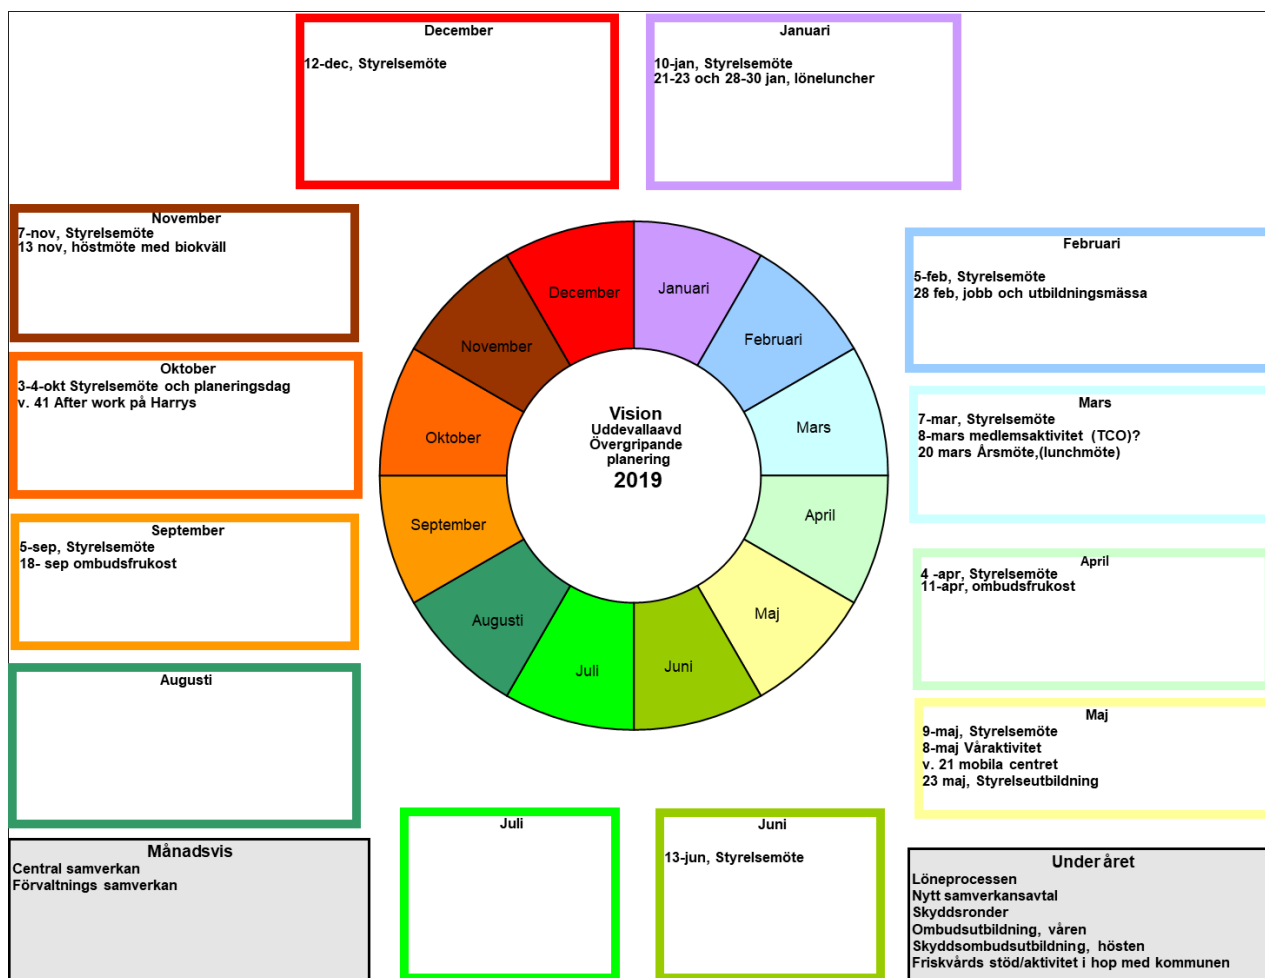 December
12-dec, Styrelsemöte
Januari
10-jan, Styrelsemöte
21-23 och 28-30 jan, löneluncher
November
7-nov, Styrelsemöte
13 nov, höstmöte med biokväll
Februari
5-feb, Styrelsemöte
28 feb, jobb och utbildningsmässa
Oktober
3-4-okt Styrelsemöte och planeringsdag
v. 41 After work på Harrys
Mars
7-mar, Styrelsemöte
8-mars medlemsaktivitet (TCO)?
20 mars Årsmöte,(lunchmöte)
September
5-sep, Styrelsemöte
18- sep ombudsfrukost
April
4 -apr, Styrelsemöte
11-apr, ombudsfrukost
Augusti
Maj
9-maj, Styrelsemöte
8-maj Våraktivitet
v. 21 mobila centret
23 maj, Styrelseutbildning
Juli
Juni
13-jun, Styrelsemöte
Månadsvis
Central samverkan
Förvaltnings samverkan
Under året
Löneprocessen
Nytt samverkansavtal
Skyddsronder
Ombudsutbildning, våren
Skyddsombudsutbildning, hösten
Friskvårds stöd/aktivitet i hop med kommunen
Vision
Uddevallaavd
Övergripande
planering
2019
Januari
Februari
Mars
April
Maj
Juni
Juli
Augusti
September
Oktober
November
December